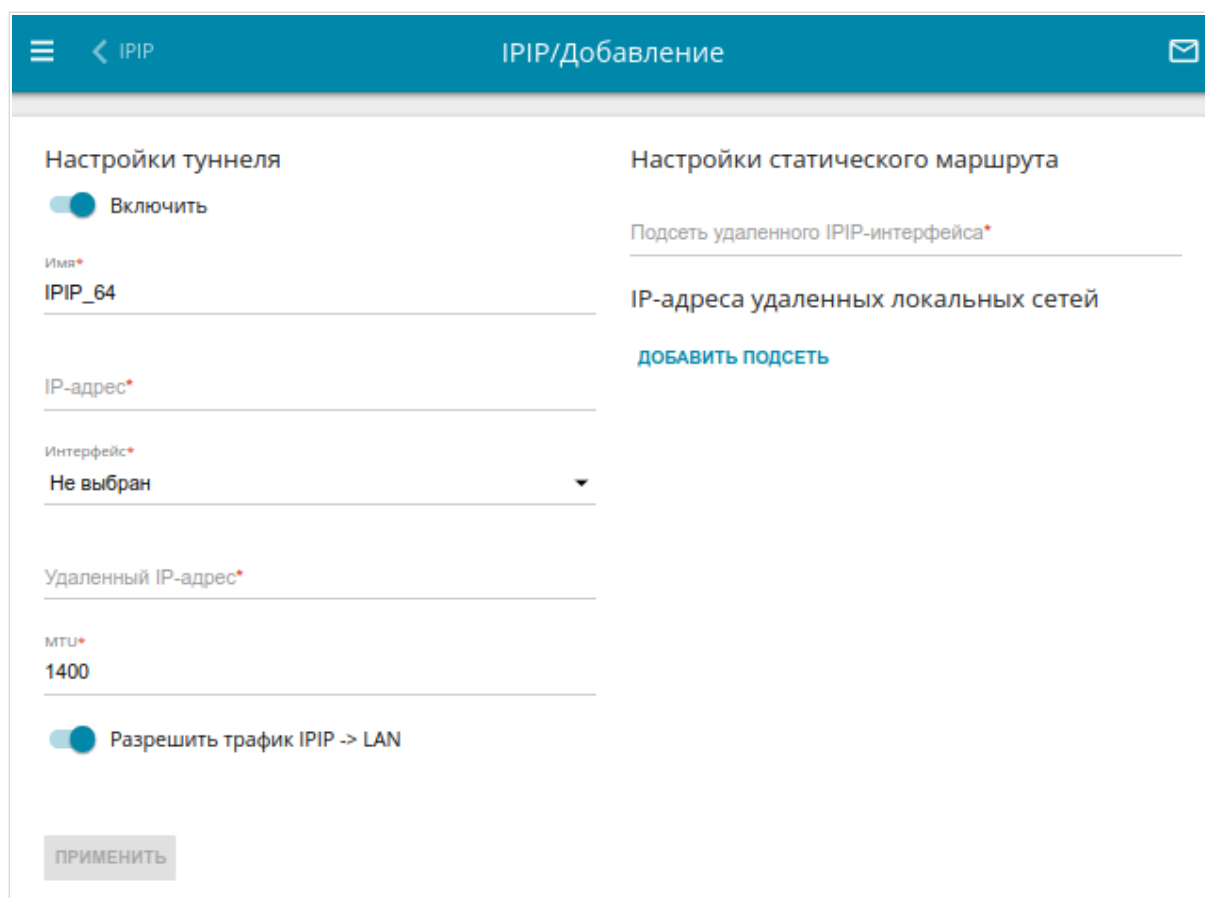 IPIP
IPIP/Добавление
Настройки туннеля
Включить
Имя*
IPIP_64
IP-адрес*
Интерфейс*
Не выбран
Удаленный IP-адрес*
MTU*
1400
Разрешить трафик IPIP -> LAN
ПРИМЕНИТЬ
Настройки статического маршрута
Подсеть удаленного IPIP-интерфейса*
IP-адреса удаленных локальных сетей
ДОБАВИТЬ ПОДСЕТЬ